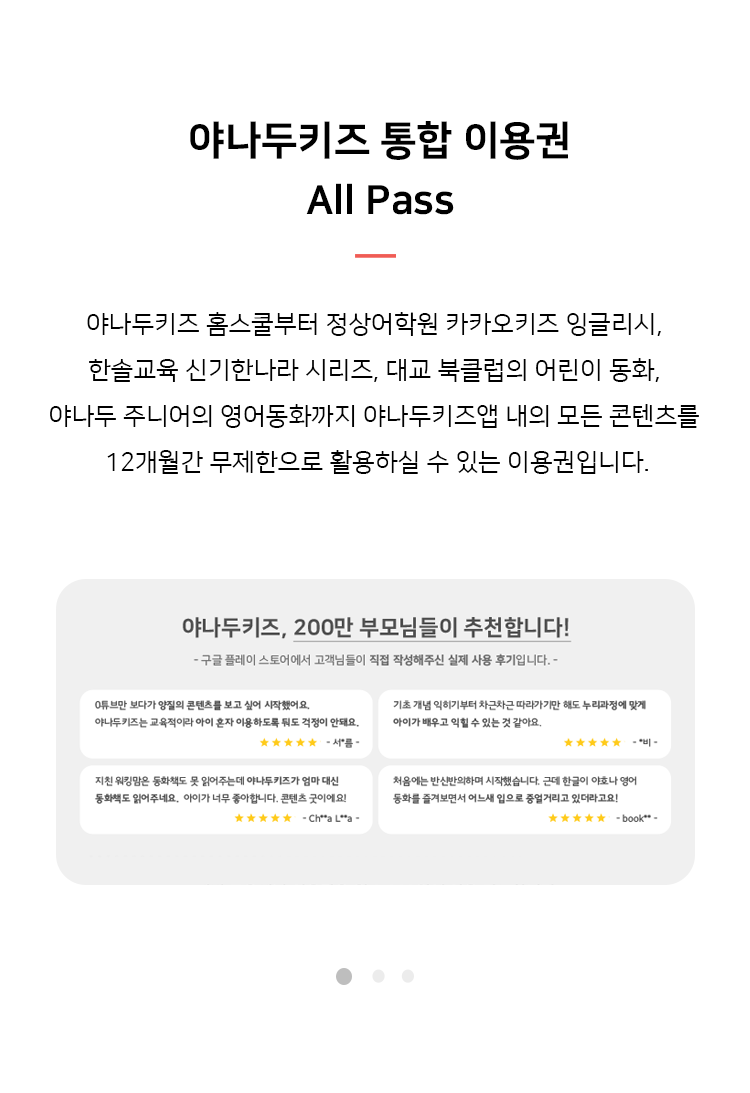 야나두키즈 통합 이용권
All Pass
야나두키즈 홈스쿨부터 정상어학원 카카오키즈 잉글리시,
한솔교육 신기한나라 시리즈, 대교 북클럽의 어린이 동화,
야나두 주니어의 영어동화까지 야나두키즈앱 내의 모든 콘텐츠를
12개월간 무제한으로 활용하실 수 있는 이용권입니다.
야나두키즈, 200만 부모님들이 추천합니다!
- 구글 플레이 스토어에서 고객님들이 직접 작성해주신 실제 사용 후기입니다. -
0튜브만 보다가 양질의 콘텐츠를 보고 싶어 시작했어요.
야나두키즈는 교육적이라 아이 혼자 이용하도록 둬도 걱정이 안돼요.
★★★★★ - 서*름 -
기초 개념 익히기부터 차근차근 따라가기만 해도 누리과정에 맞게
아이가 배우고 익힐 수 있는 것 같아요.
★★★★★ - *비 -
지친 워킹맘은 동화책도 못 읽어주는데 야나두키즈가 엄마 대신
동화책도 읽어주네요. 아이가 너무 좋아합니다. 콘텐츠 굿이에요!
★★★★★ - Ch**a L**a -
처음에는 반신반의하며 시작했습니다. 근데 한글이 야호나 영어
동화를 즐겨보면서 어느새 입으로 중얼거리고 있더라고요!
★★★★★ - book** -